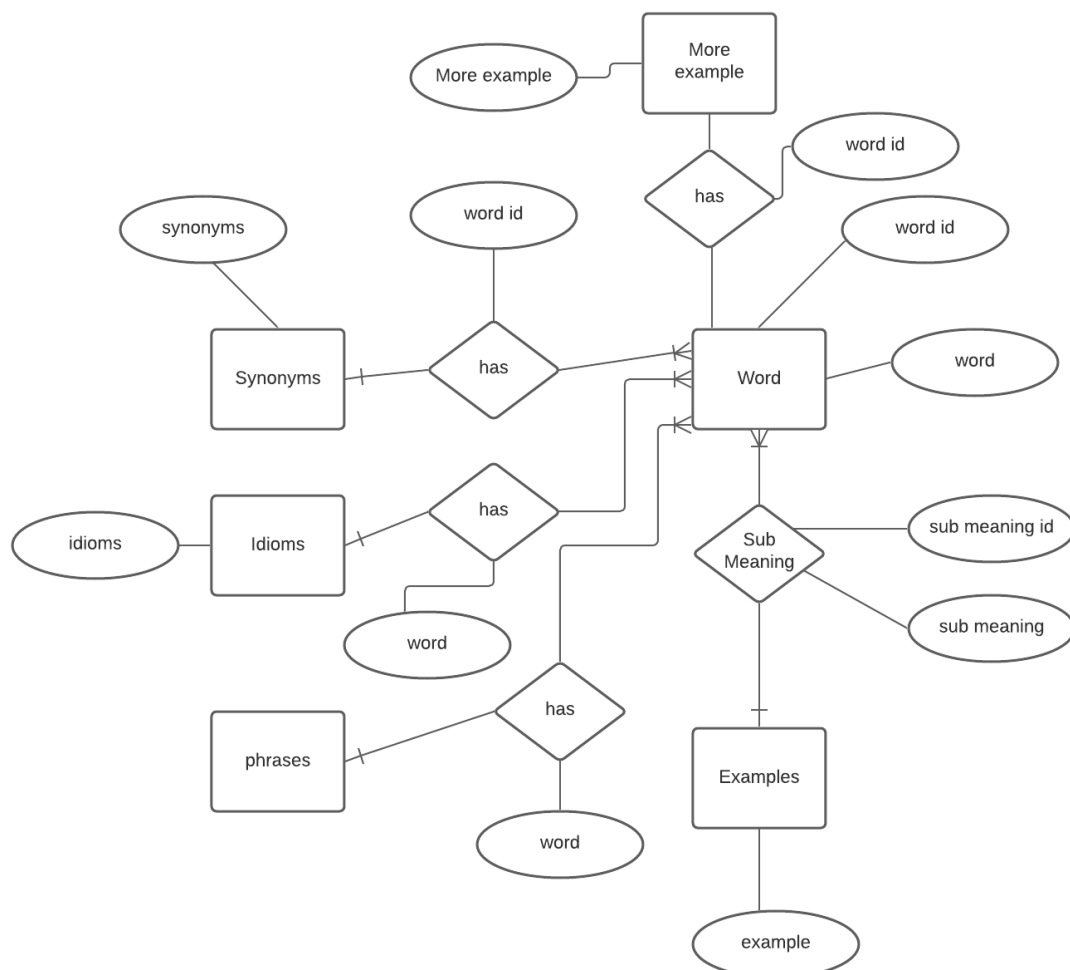 More
example
More example
word id
has
word id
synonyms
word id
Synonyms
has
Word
word
idioms
Idioms
has
sub meaning id
Sub
Meaning
sub meaning
word
phrases
has
Examples
word
example